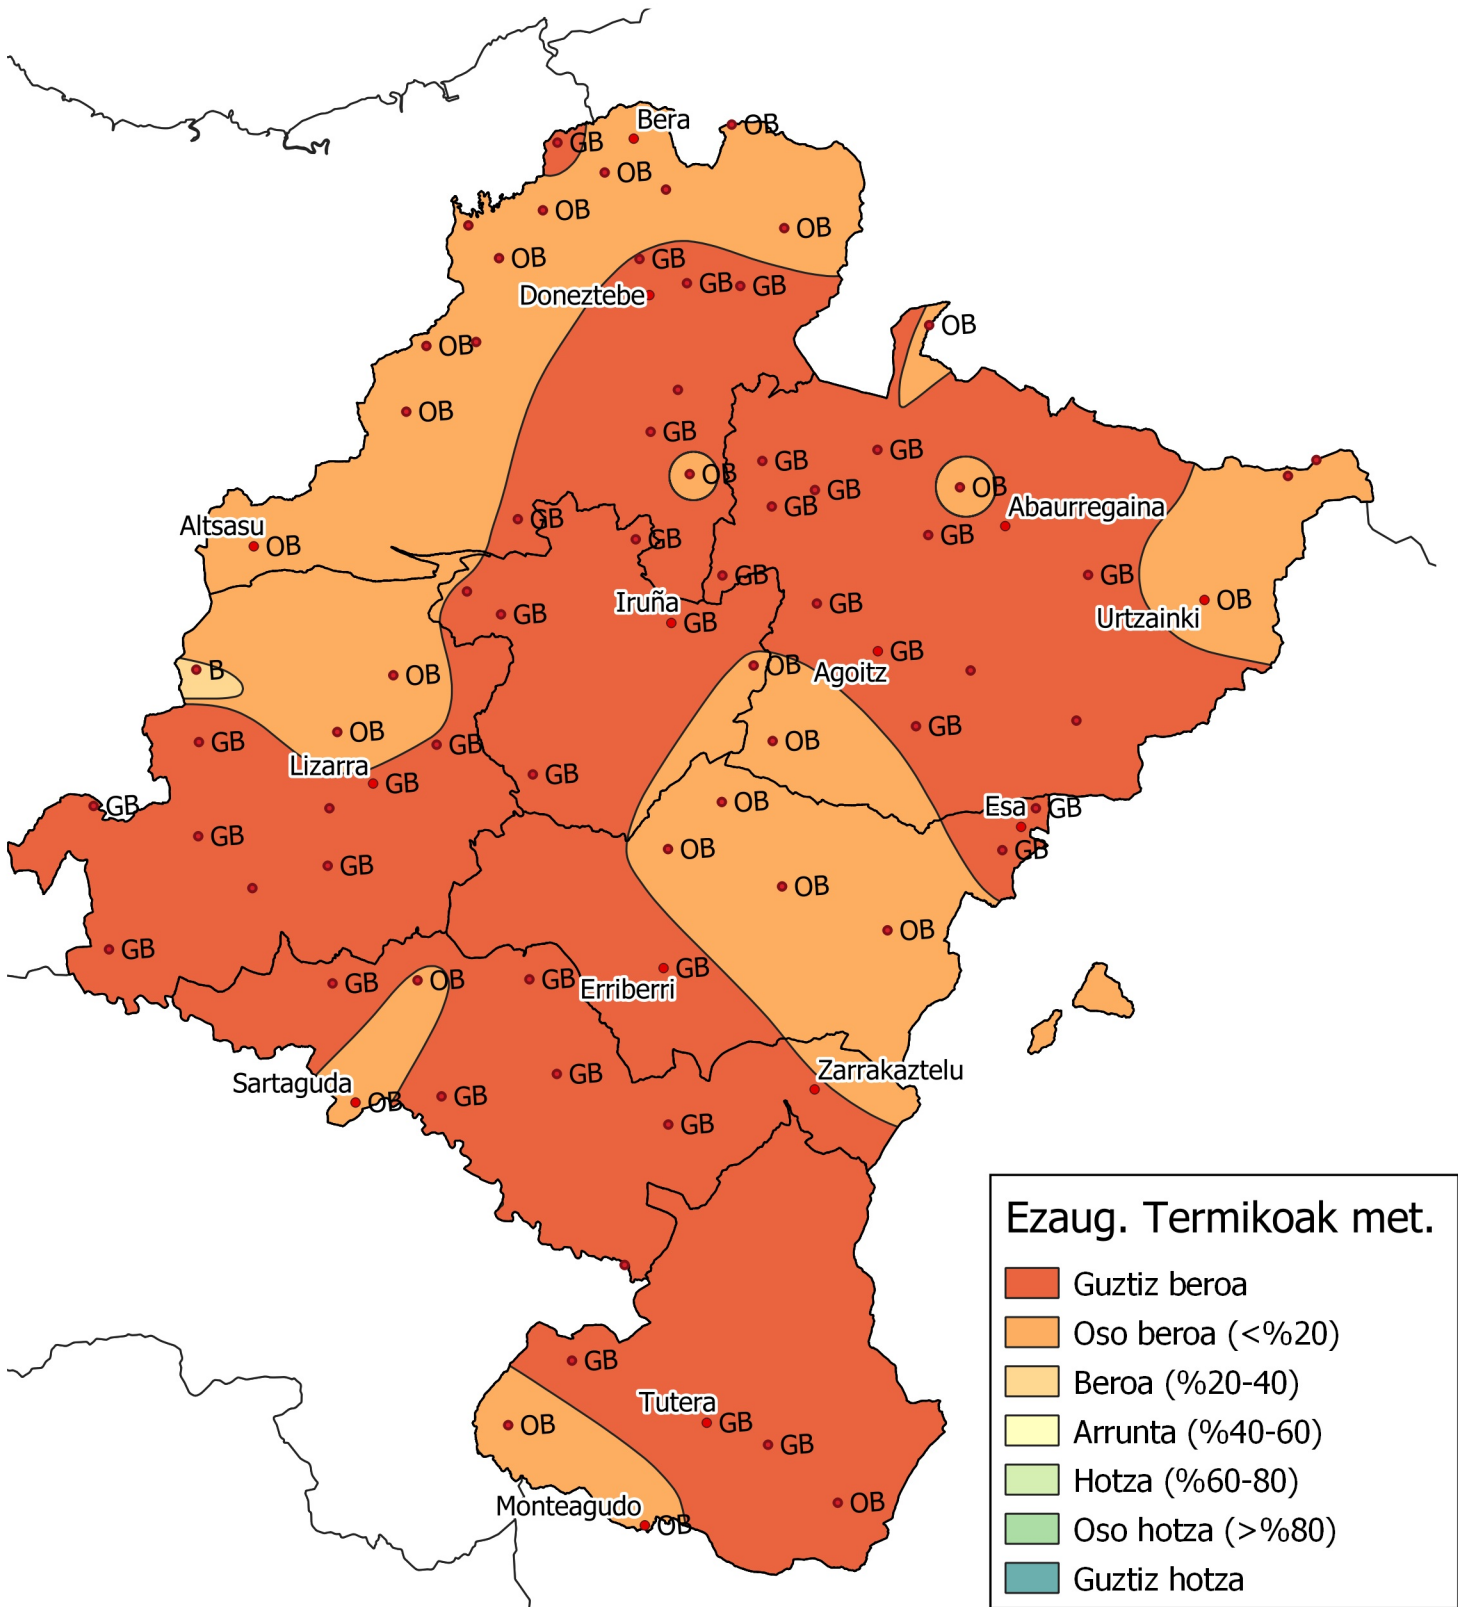 Bera
OB
GB
OB
OB
OB
OB
GB
GB
GB
Doneztebe
OB
OB
OB
GB
GB
GB
OB
OB
GB
GB
Abaurregaina
GB
Altsasu
OB
GB
GB
GB
GB
GB
Urtzainki
OB
Iruña
GB
GB
GB
B
OB
OB
Agoitz
GB
OB
GB
OB
GB
GB
Lizarra
GB
GB
GB
OB
Esa
GB
GB
GB
OB
GB
OB
OB
GB
GB
OB
GB
Erriberri
GB
Sartaguda
OB
GB
GB
Zarrakaztelu
GB
GB
Tutera
GB
OB
GB
Monteagudo
OB
OB
Ezaug. Termikoak met.
Guztiz beroa
Oso beroa (<%20)
Beroa (%20-40)
Arrunta (%40-60)
Hotza (%60-80)
Oso hotza (>%80)
Guztiz hotza